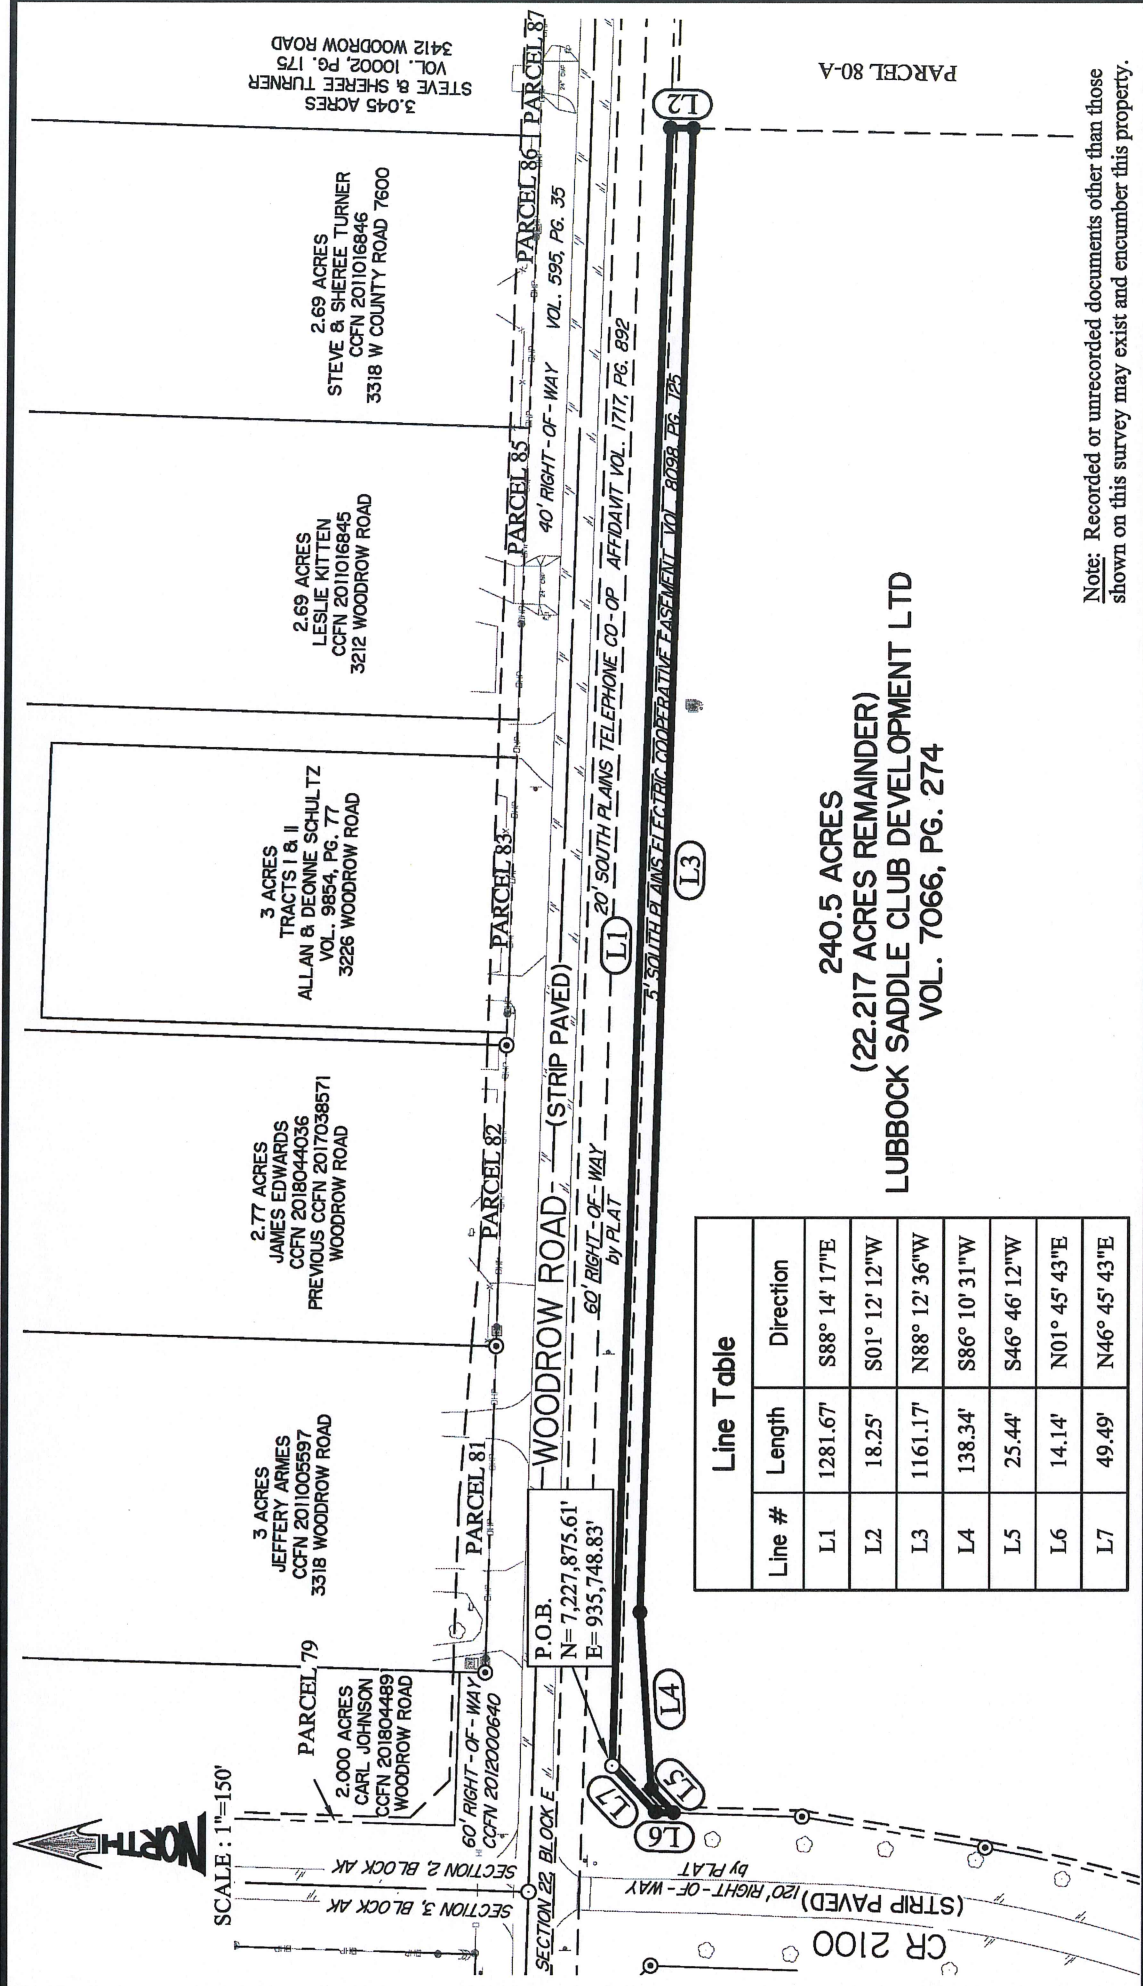 NORTH
SCALE : 1"=150'
SECTION 3, BLOCK AK
SECTION 2, BLOCK AK
SECTION 22, BLOCK E
PARCEL 79
2.000 ACRES
CARL JOHNSON
CCFN 201804489
WOODROW ROAD
60' RIGHT-OF-WAY
CCFN 2012000640
3 ACRES
JEFFERY ARMES
CCFN 2011005597
3318 WOODROW ROAD
PARCEL 81
2.77 ACRES
JAMES EDWARDS
CCFN 2018044036
PREVIOUS CCFN 2017038571
WOODROW ROAD
PARCEL 82
3 ACRES
TRACTS I & II
ALLAN & DEONNE SCHULTZ
VOL. 9854, PG. 77
3226 WOODROW ROAD
PARCEL 83
2.69 ACRES
LESLIE KITTEN
CCFN 2011016845
3212 WOODROW ROAD
PARCEL 85
2.69 ACRES
STEVE & SHEREE TURNER
CCFN 2011016846
3318 W COUNTY ROAD 7600
PARCEL 86
3.045 ACRES
STEVE & SHEREE TURNER
VOL. 10002, PG. 175
3412 WOODROW ROAD
PARCEL 87
WOODROW ROAD
(STRIP PAVED)
40' RIGHT-OF-WAY VOL. 595, PG. 35
60' RIGHT-OF-WAY
by PLAT
20' SOUTH PLAINS TELEPHONE CO-OP AFFIDAVIT VOL. 1717, PG. 892
5' SOUTH PLAINS ELECTRIC COOPERATIVE EASEMENT VOL. 8098, PG. 125
P.O.B.
N= 7,227,875.61'
E= 935,748.83'
L1
L2
L3
L4
L5
L6
L7
PARCEL 80-A
CR 2100
(STRIP PAVED)
120' RIGHT-OF-WAY
by PLAT
Line Table
Line # Length Direction
L1 1281.67' S88° 14' 17"E
L2 18.25' S01° 12' 12"W
L3 1161.17' N88° 12' 36"W
L4 138.34' S86° 10' 31"W
L5 25.44' S46° 46' 12"W
L6 14.14' N01° 45' 43"E
L7 49.49' N46° 45' 43"E
240.5 ACRES
(22.217 ACRES REMAINDER)
LUBBOCK SADDLE CLUB DEVELOPMENT LTD
VOL. 7066, PG. 274
Note: Recorded or unrecorded documents other than those
shown on this survey may exist and encumber this property.